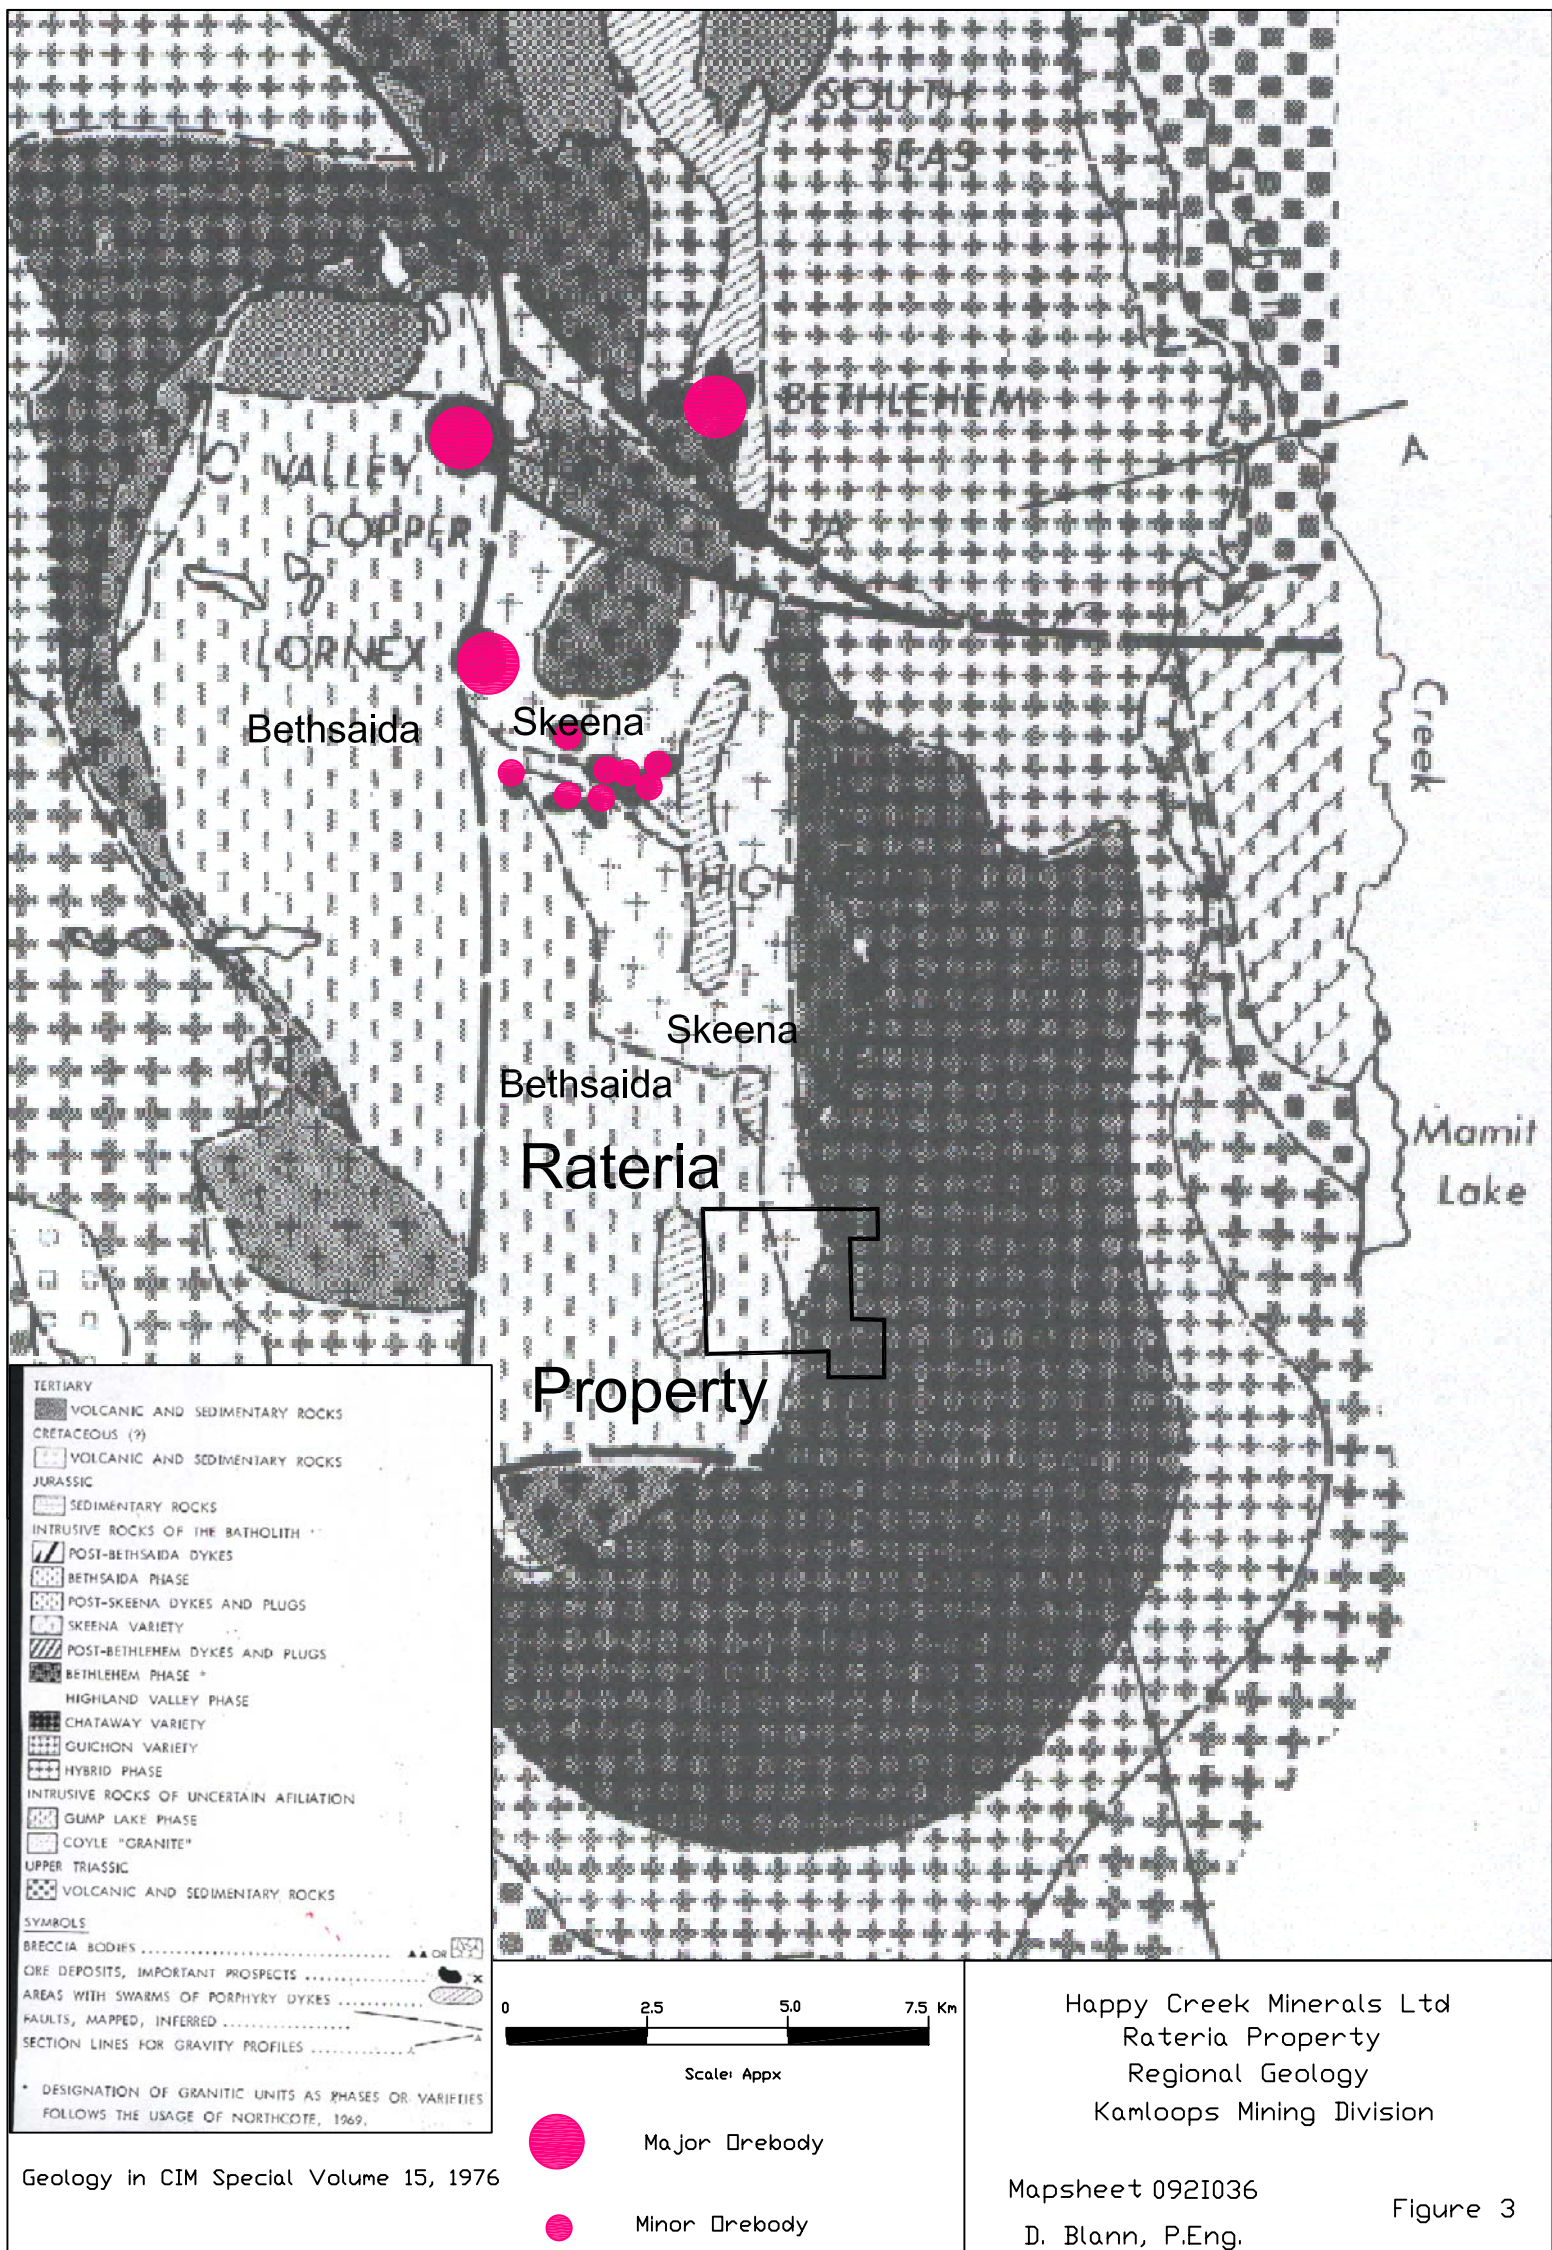 SOUTH
SEAS
BETHLEHEM
A
VALLEY
COPPER
JA
LORNEX
Bethsaida
Skeena
Creek
HIGH
Skeena
Bethsaida
Mamit
Lake
Rateria
Property
TERTIARY
VOLCANIC AND SEDIMENTARY ROCKS
CRETACEOUS (?)
VOLCANIC AND SEDIMENTARY ROCKS
JURASSIC
SEDIMENTARY ROCKS
INTRUSIVE ROCKS OF THE BATHOLITH
POST-BETHSAIDA DYKES
BETHSAIDA PHASE
POST-SKEENA DYKES AND PLUGS
SKEENA VARIETY
POST-BETHLEHEM DYKES AND PLUGS
BETHLEHEM PHASE *
HIGHLAND VALLEY PHASE
CHATAWAY VARIETY
GUICHON VARIETY
HYBRID PHASE
INTRUSIVE ROCKS OF UNCERTAIN AFILIATION
GUMP LAKE PHASE
COYLE "GRANITE"
UPPER TRIASSIC
VOLCANIC AND SEDIMENTARY ROCKS
SYMBOLS
BRECCIA BODIES OR
ORE DEPOSITS, IMPORTANT PROSPECTS x
AREAS WITH SWARMS OF PORPHYRY DYKES
FAULTS, MAPPED, INFERRED
SECTION LINES FOR GRAVITY PROFILES A
* DESIGNATION OF GRANITIC UNITS AS PHASES OR VARIETIES
FOLLOWS THE USAGE OF NORTHCOTE, 1969.
Geology in CIM Special Volume 15, 1976
0 2.5 5.0 7.5 Km
Scale: Appx
Major Orebody
Minor Orebody
Happy Creek Minerals Ltd
Rateria Property
Regional Geology
Kamloops Mining Division
Mapsheet 092I036
Figure 3
D. Blann, P.Eng.